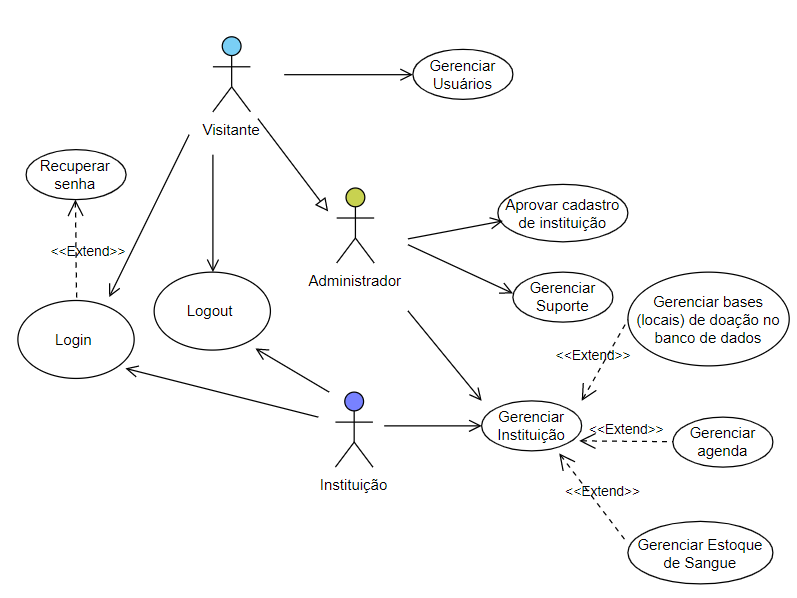 Gerenciar
Usuários
Visitante
Recuperar
senha
<<Extend>>
Aprovar cadastro
de instituição
Administrador
Gerenciar
Suporte
Gerenciar bases
(locais) de doação no
banco de dados
Logout
Login
<<Extend>>
Gerenciar
Instituição
<<Extend>>
Gerenciar
agenda
Instituição
<<Extend>>
Gerenciar Estoque
de Sangue